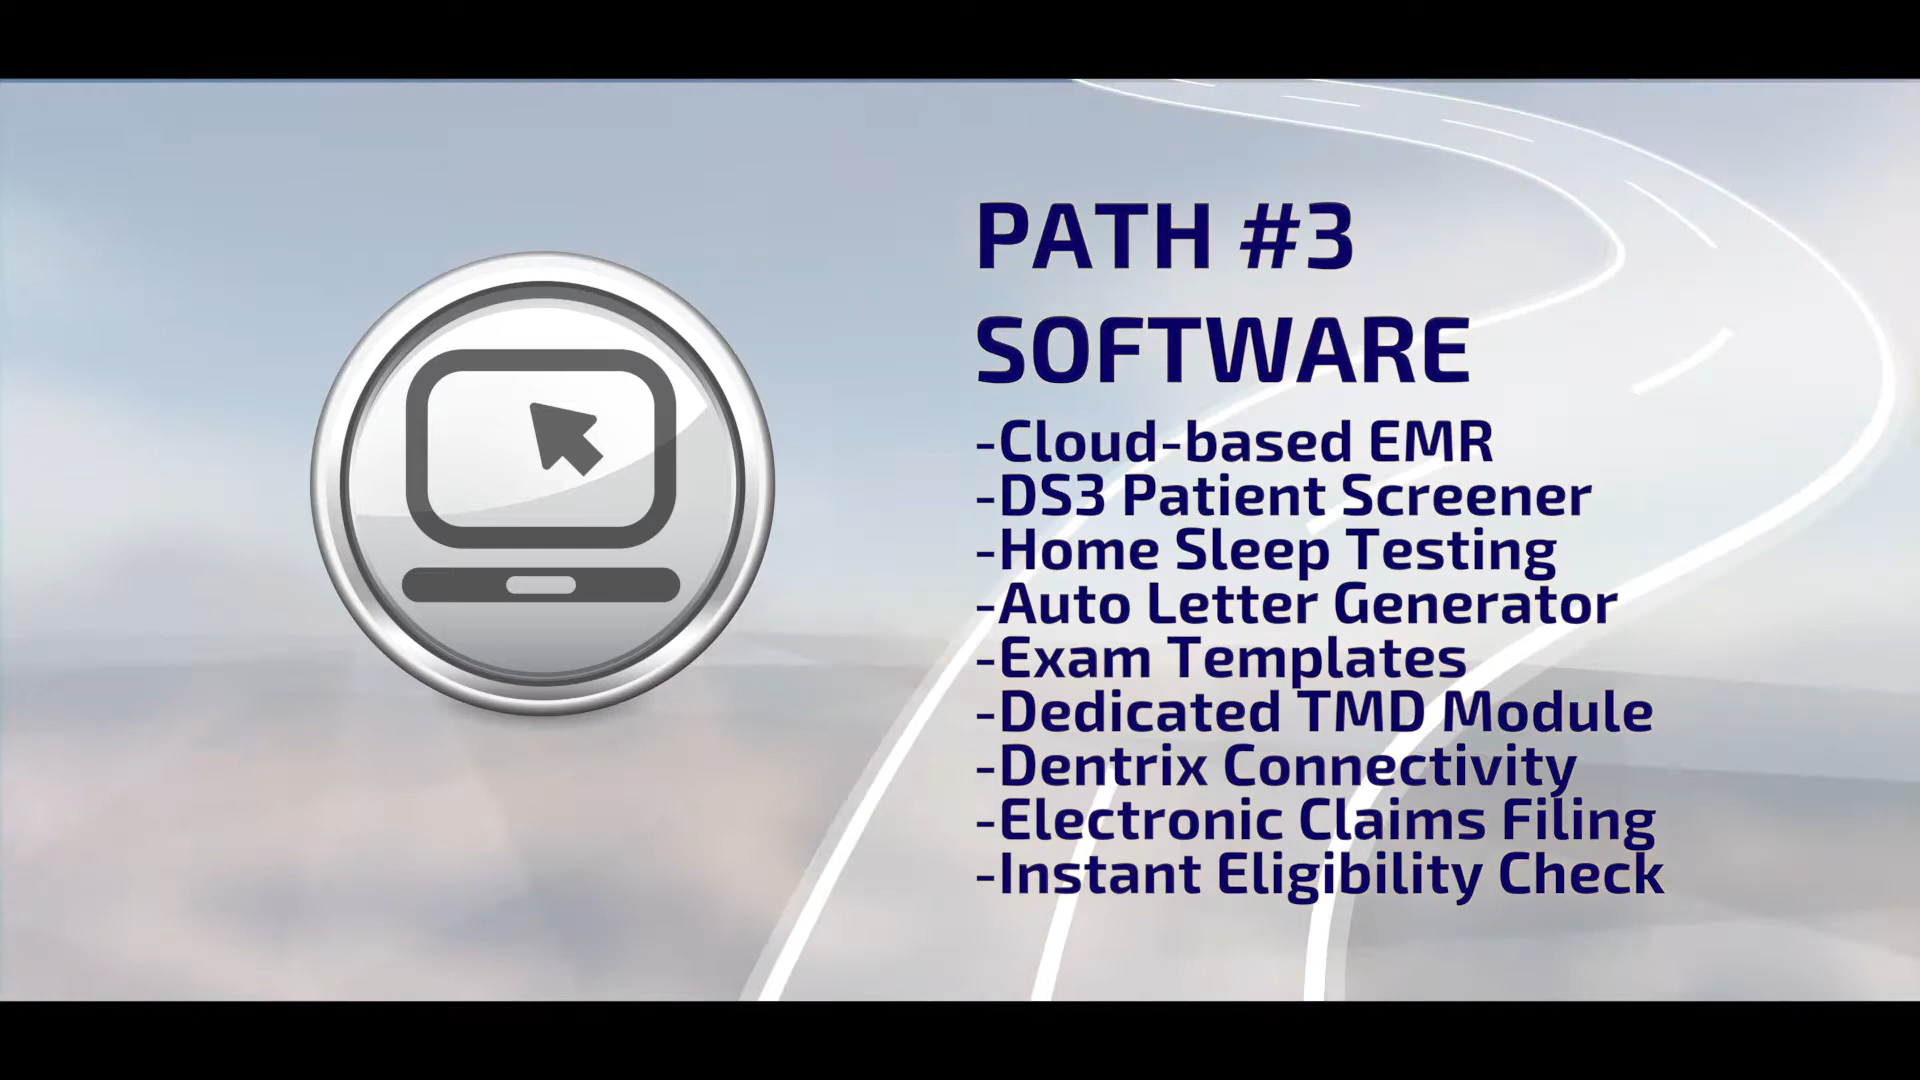 PATH #3
SOFTWARE
-Cloud-based EMR
-DS3 Patient Screener
-Home Sleep Testing
-Auto Letter Generator
-Exam Templates
-Dedicated TMD Module
-Dentrix Connectivity
-Electronic Claims Filing
-Instant Eligibility Check